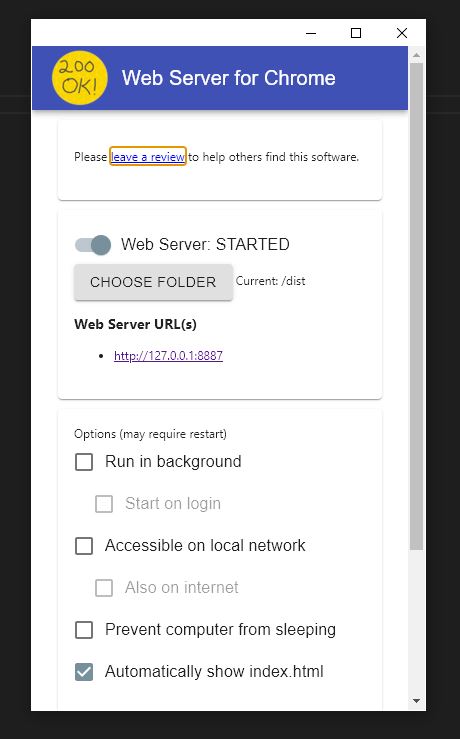 200
OK!
Web Server for Chrome
Please leave a review to help others find this software.
Web Server: STARTED
CHOOSE FOLDER Current: /dist
Web Server URL(s)
http://127.0.0.1:8887
Options (may require restart)
Run in background
Start on login
Accessible on local network
Also on internet
Prevent computer from sleeping
Automatically show index.html